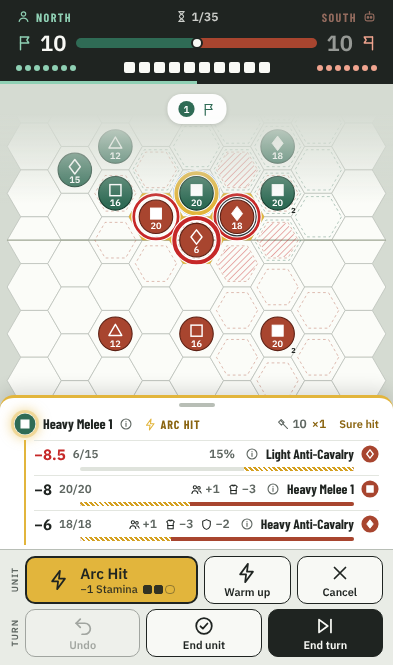 NORTH
1/35
SOUTH
10
10
1
12
18
15
16
20
20
2
20
18
6
12
16
20
2
Heavy Melee 1
ARC HIT
10 ×1
Sure hit
−8.5 6/15
15%
Light Anti-Cavalry
−8 20/20
+1 −3
Heavy Melee 1
−6 18/18
+1 −3 −2
Heavy Anti-Cavalry
UNIT
Arc Hit
−1 Stamina
Warm up
Cancel
TURN
Undo
End unit
End turn